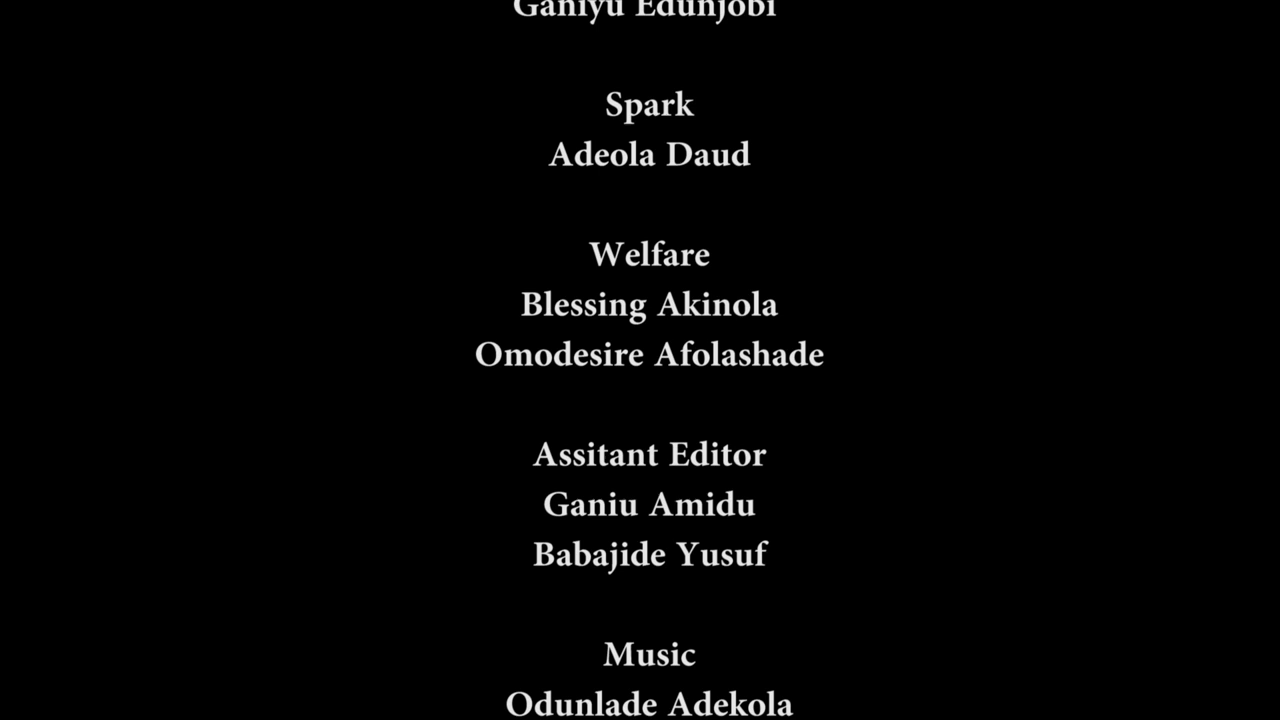 Ganiyu Edunjobi
Spark
Adeola Daud
Welfare
Blessing Akinola
Omodesire Afolashade
Assitant Editor
Ganiu Amidu
Babajide Yusuf
Music
Odunlade Adekola